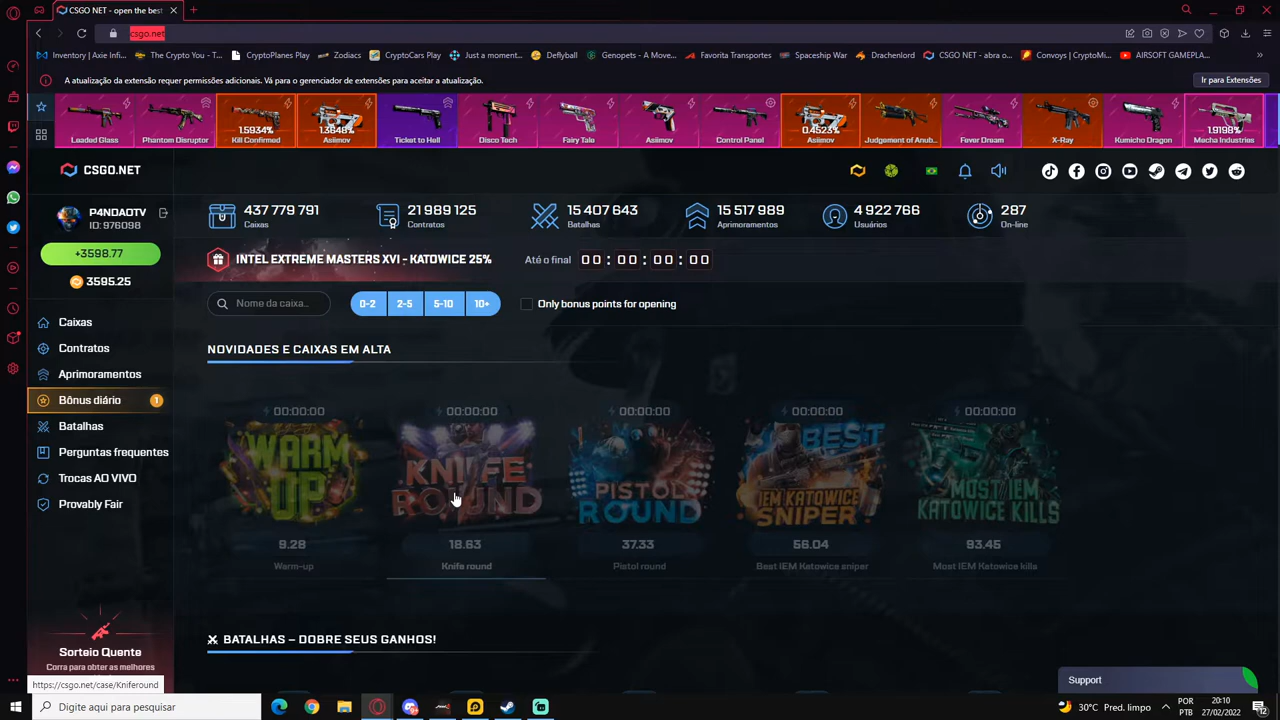 CSGO NET - open the best
csgo.net
Inventory | Axie Infi...
The Crypto You - T...
CryptoPlanes Play
Zodiacs
CryptoCars Play
Just a moment...
Deflyball
Genopets - A Move...
Favorita Transportes
Spaceship War
Drachenlord
CSGO NET - abra o...
Convoys | CryptoMi...
AIRSOFT GAMEPLA...
A atualização da extensão requer permissões adicionais. Vá para o gerenciador de extensões para aceitar a atualização.
Ir para Extensões
1.5934% 1.3648% 0.4523% 1.9198%
Leaded Glass Phantom Disruptor Kill Confirmed Asiimov Ticket to Hell Disco Tech Fairy Tale Asiimov Control Panel Asiimov Judgement of Anub... Fever Dream X-Ray Kumicho Dragon Mecha Industries
CSGO.NET
P4NDAOTV
ID: 976098
+3598.77
3595.25
437 779 791
Caixas
21 989 125
Contratos
15 407 643
Batalhas
15 517 989
Aprimoramentos
4 922 766
Usuários
287
On-line
INTEL EXTREME MASTERS XVI - KATOWICE 25%
Até o final
00 : 00 : 00 : 00
Nome da caixa...
0-2
2-5
5-10
10+
Only bonus points for opening
Caixas
Contratos
Aprimoramentos
Bônus diário
1
Batalhas
Perguntas frequentes
Trocas AO VIVO
Provably Fair
NOVIDADES E CAIXAS EM ALTA
00:00:00 00:00:00 00:00:00 00:00:00 00:00:00
WARM UP
KNIFE ROUND
PISTOL ROUND
BEST IEM KATOWICE SNIPER
MOST IEM KATOWICE KILLS
9.28 18.63 37.33 56.04 93.45
Warm-up
Knife round
Pistol round
Best IEM Katowice sniper
Most IEM Katowice kills
BATALHAS – DOBRE SEUS GANHOS!
Sorteio Quente
Corra para obter as melhores
https://csgo.net/case/Kniferound
Support
Digite aqui para pesquisar
30°C Pred. limpo
POR
PTB
20:10
27/02/2022
12